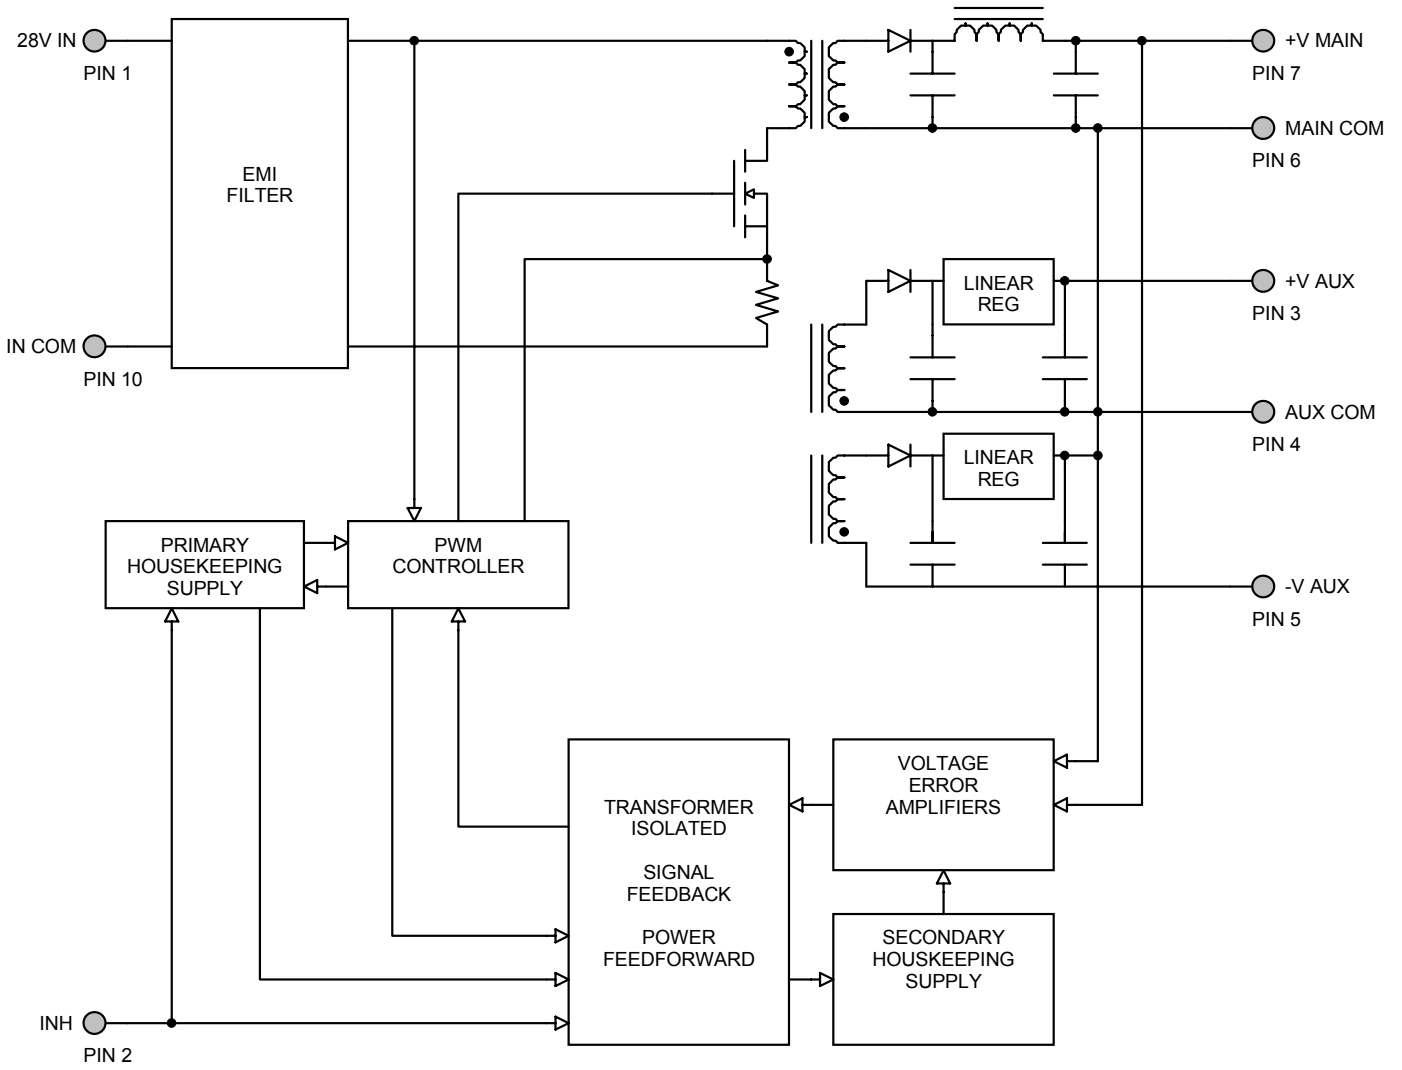 28V IN
PIN 1
EMI
FILTER
+V MAIN
PIN 7
MAIN COM
PIN 6
LINEAR
REG
+V AUX
PIN 3
IN COM
PIN 10
AUX COM
PIN 4
LINEAR
REG
PRIMARY
HOUSEKEEPING
SUPPLY
PWM
CONTROLLER
-V AUX
PIN 5
TRANSFORMER
ISOLATED
SIGNAL
FEEDBACK
POWER
FEEDFORWARD
VOLTAGE
ERROR
AMPLIFIERS
SECONDARY
HOUSKEEPING
SUPPLY
INH
PIN 2